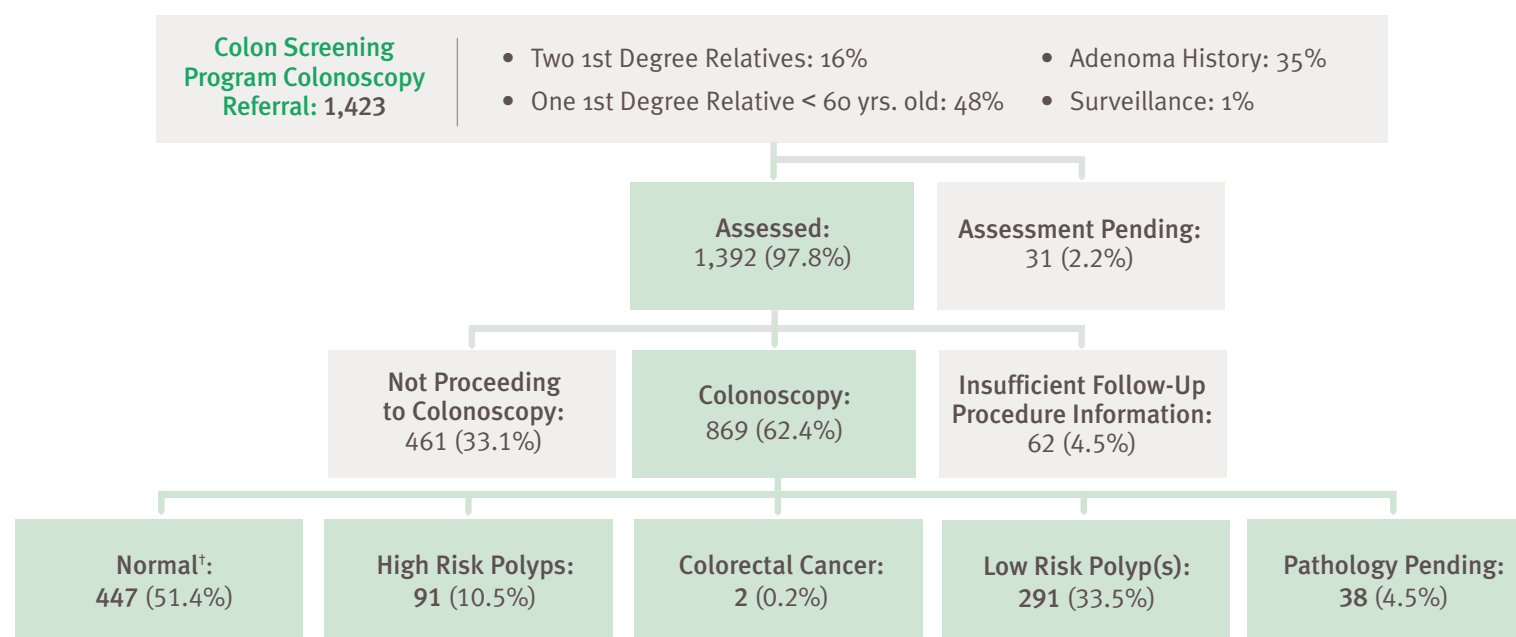 Colon Screening
Program Colonoscopy
Referral: 1,423
• Two 1st Degree Relatives: 16%
• One 1st Degree Relative < 60 yrs. old: 48%
• Adenoma History: 35%
• Surveillance: 1%
Assessed:
1,392 (97.8%)
Assessment Pending:
31 (2.2%)
Not Proceeding
to Colonoscopy:
461 (33.1%)
Colonoscopy:
869 (62.4%)
Insufficient Follow-Up
Procedure Information:
62 (4.5%)
Normal†:
447 (51.4%)
High Risk Polyps:
91 (10.5%)
Colorectal Cancer:
2 (0.2%)
Low Risk Polyp(s):
291 (33.5%)
Pathology Pending:
38 (4.5%)